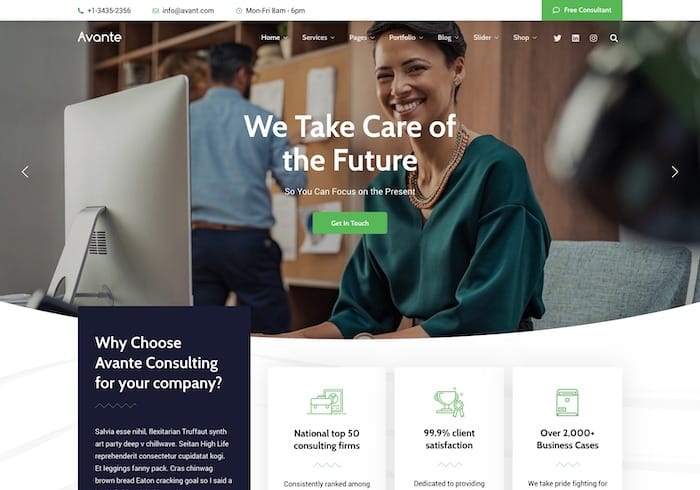 +1-3435-2356
info@avant.com
Mon-Fri 8am - 6pm
Free Consultant
Avante
Home
Services
Pages
Portfolio
Blog
Slider
Shop
We Take Care of
the Future
So You Can Focus on the Present
Get In Touch
Why Choose
Avante Consulting
for your company?
Salvia esse nihil, flexitarian Truffaut synth
art party deep v chillwave. Seitan High Life
reprehenderit consectetur cupidatat kogi.
Et leggings fanny pack. Cras chinwag
brown bread Eaton cracking goal so I said a
National top 50
consulting firms
Consistently ranked among
99.9% client
satisfaction
Dedicated to providing
Over 2,000+
Business Cases
We take pride fighting for